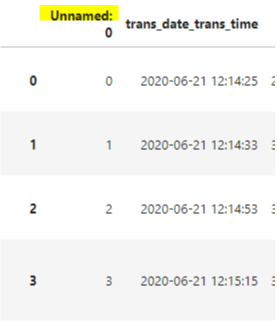 Unnamed:
0 trans_date_trans_time
0 0 2020-06-21 12:14:25
1 1 2020-06-21 12:14:33
2 2 2020-06-21 12:14:53
3 3 2020-06-21 12:15:15